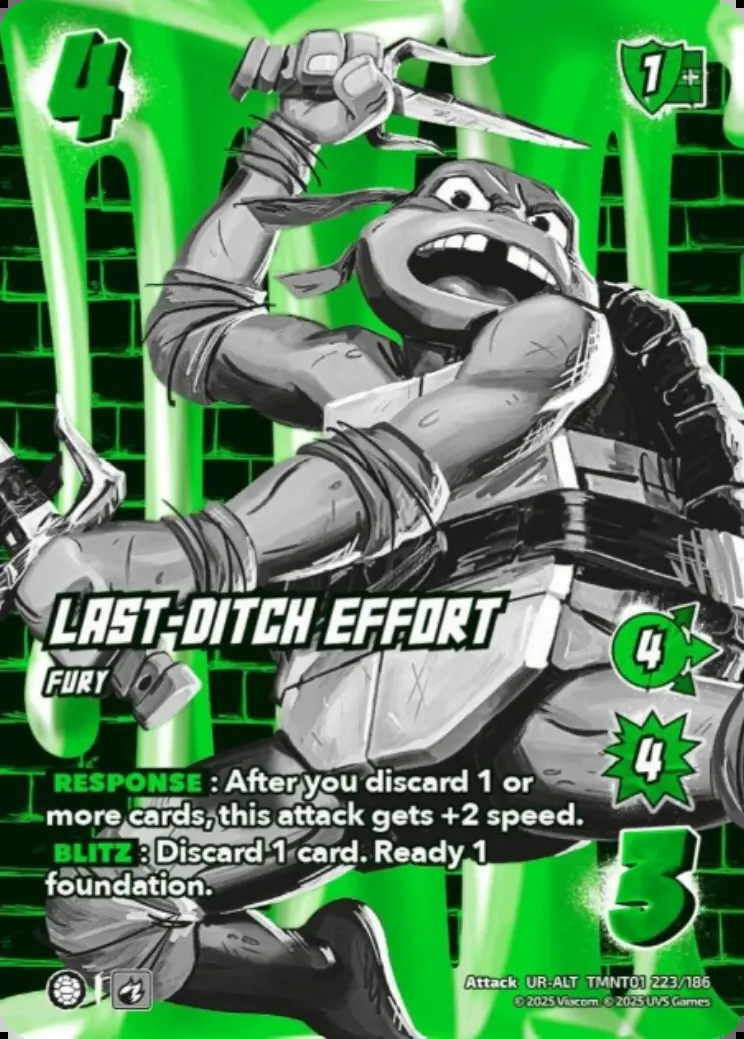 4
1
LAST-DITCH EFFORT
4
FURY
4
RESPONSE : After you discard 1 or
more cards, this attack gets +2 speed.
BLITZ : Discard 1 card. Ready 1
foundation.
3
Attack UR-ALT TMNT01 223/186
© 2025 Viacom. © 2025 UVS Games